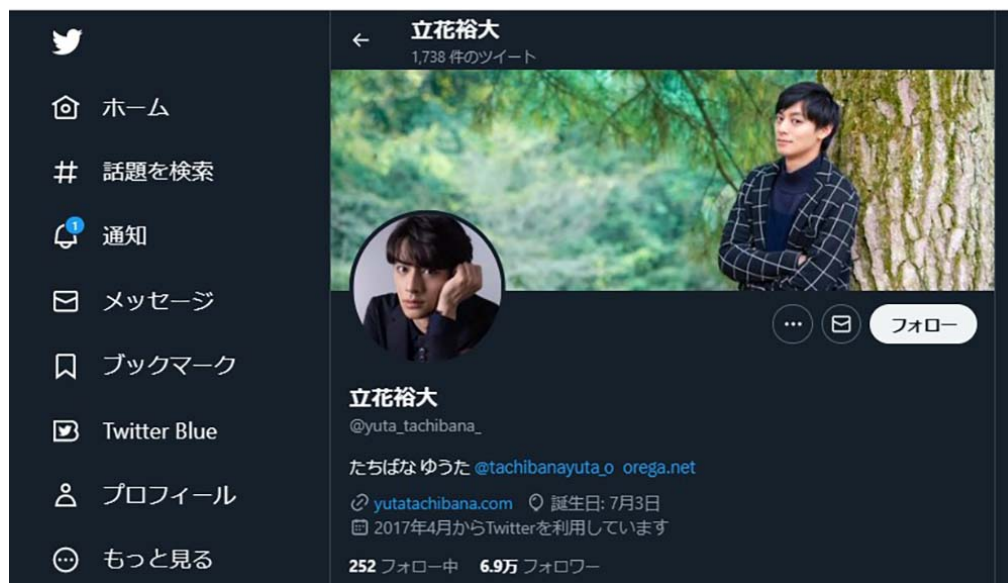 ホーム
話題を検索
1
通知
メッセージ
ブックマーク
Twitter Blue
プロフィール
もっと見る
立花裕大
1,738 件のツイート
フォロー
立花裕大
@yuta_tachibana_
たちばな ゆうた @tachibanayuta_o orega.net
yutatachibana.com 誕生日: 7月3日
2017年4月からTwitterを利用しています
252 フォロー中 6.9万 フォロワー